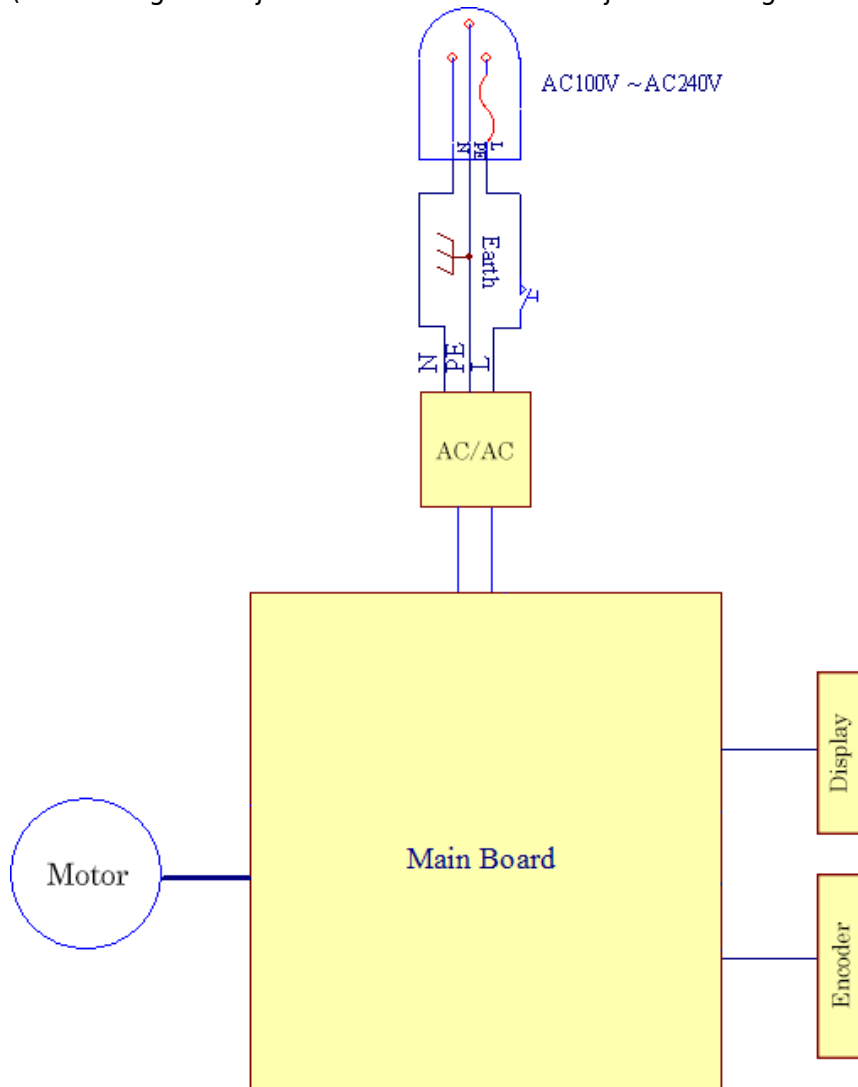 AC100V ~AC240V
N
PE
L
Earth
N
PE
L
AC/AC
Display
Main Board
Motor
Encoder